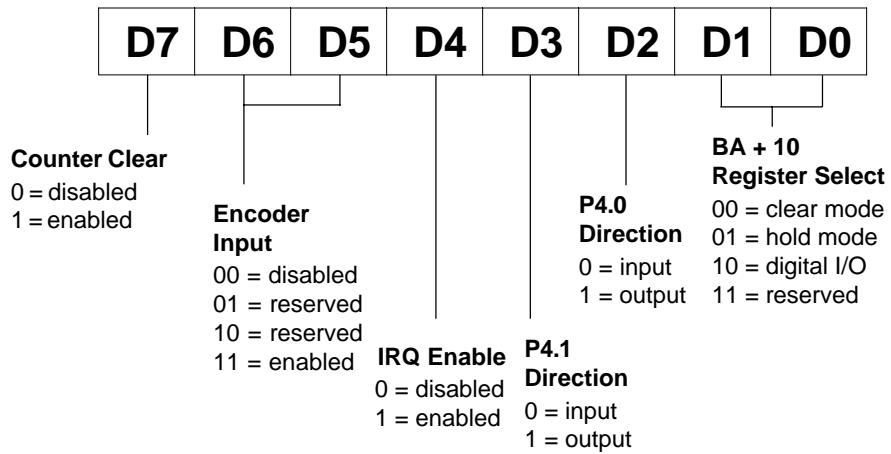 D7 D6 D5 D4 D3 D2 D1 D0
Counter Clear
0 = disabled
1 = enabled
Encoder
Input
00 = disabled
01 = reserved
10 = reserved
11 = enabled
IRQ Enable
0 = disabled
1 = enabled
P4.1
Direction
0 = input
1 = output
P4.0
Direction
0 = input
1 = output
BA + 10
Register Select
00 = clear mode
01 = hold mode
10 = digital I/O
11 = reserved